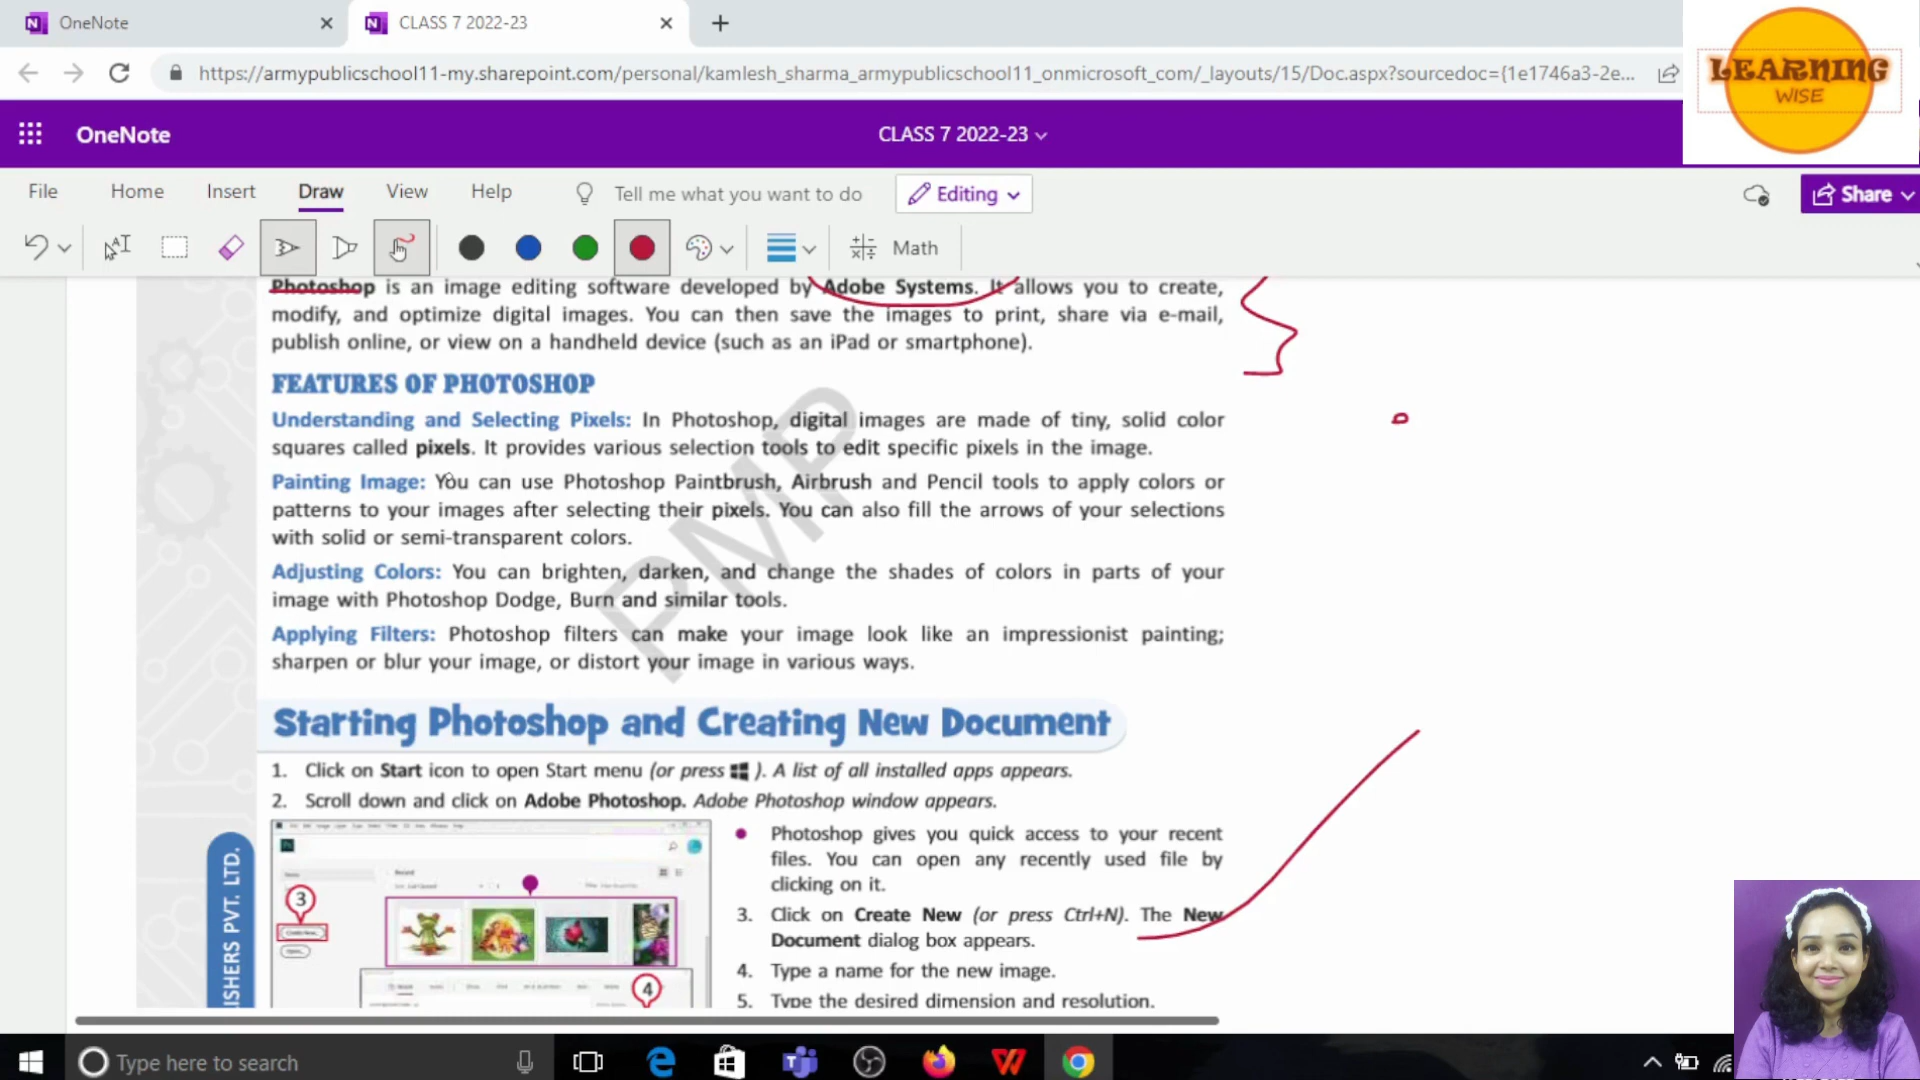 OneNote
CLASS 7 2022-23
https://armypublicschool11-my.sharepoint.com/personal/kamlesh_sharma_armypublicschool11_onmicrosoft_com/_layouts/15/Doc.aspx?sourcedoc={1e1746a3-2e...
LEARNING
WISE
OneNote
CLASS 7 2022-23
File Home Insert Draw View Help Tell me what you want to do Editing Share
Math
Photoshop is an image editing software developed by Adobe Systems. It allows you to create,
modify, and optimize digital images. You can then save the images to print, share via e-mail,
publish online, or view on a handheld device (such as an iPad or smartphone).
FEATURES OF PHOTOSHOP
Understanding and Selecting Pixels: In Photoshop, digital images are made of tiny, solid color
squares called pixels. It provides various selection tools to edit specific pixels in the image.
Painting Image: You can use Photoshop Paintbrush, Airbrush and Pencil tools to apply colors or
patterns to your images after selecting their pixels. You can also fill the arrows of your selections
with solid or semi-transparent colors.
Adjusting Colors: You can brighten, darken, and change the shades of colors in parts of your
image with Photoshop Dodge, Burn and similar tools.
Applying Filters: Photoshop filters can make your image look like an impressionist painting;
sharpen or blur your image, or distort your image in various ways.
PMP
Starting Photoshop and Creating New Document
1. Click on Start icon to open Start menu (or press ). A list of all installed apps appears.
2. Scroll down and click on Adobe Photoshop. Adobe Photoshop window appears.
ISHERS PVT. LTD.
3
4
Photoshop gives you quick access to your recent
files. You can open any recently used file by
clicking on it.
3. Click on Create New (or press Ctrl+N). The New
Document dialog box appears.
4. Type a name for the new image.
5. Type the desired dimension and resolution.
Type here to search